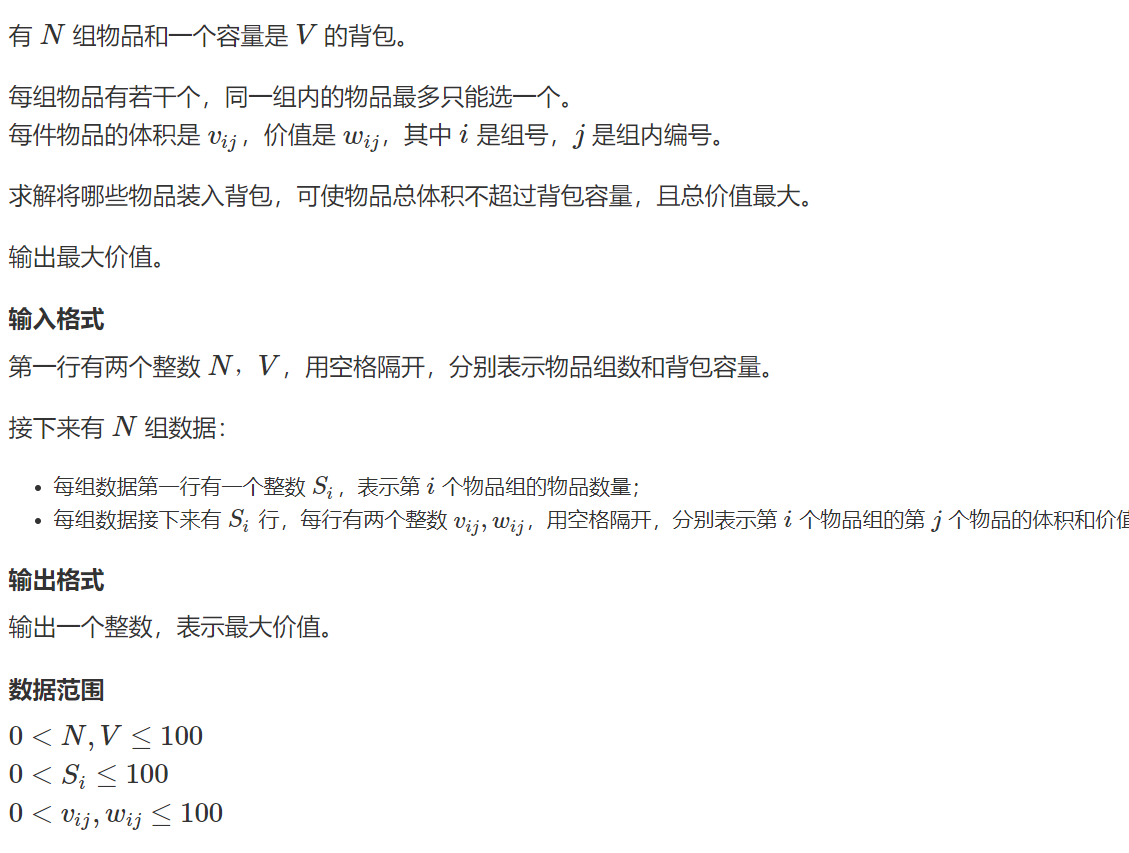 有 N 组物品和一个容量是 V 的背包。
每组物品有若干个，同一组内的物品最多只能选一个。
每件物品的体积是 v_{ij}，价值是 w_{ij}，其中 i 是组号，j 是组内编号。
求解将哪些物品装入背包，可使物品总体积不超过背包容量，且总价值最大。
输出最大价值。
输入格式
第一行有两个整数 N，V，用空格隔开，分别表示物品组数和背包容量。
接下来有 N 组数据：
• 每组数据第一行有一个整数 S_i，表示第 i 个物品组的物品数量；
• 每组数据接下来有 S_i 行，每行有两个整数 v_{ij}, w_{ij}，用空格隔开，分别表示第 i 个物品组的第 j 个物品的体积和价
输出格式
输出一个整数，表示最大价值。
数据范围
0 < N, V ≤ 100
0 < S_i ≤ 100
0 < v_{ij}, w_{ij} ≤ 100